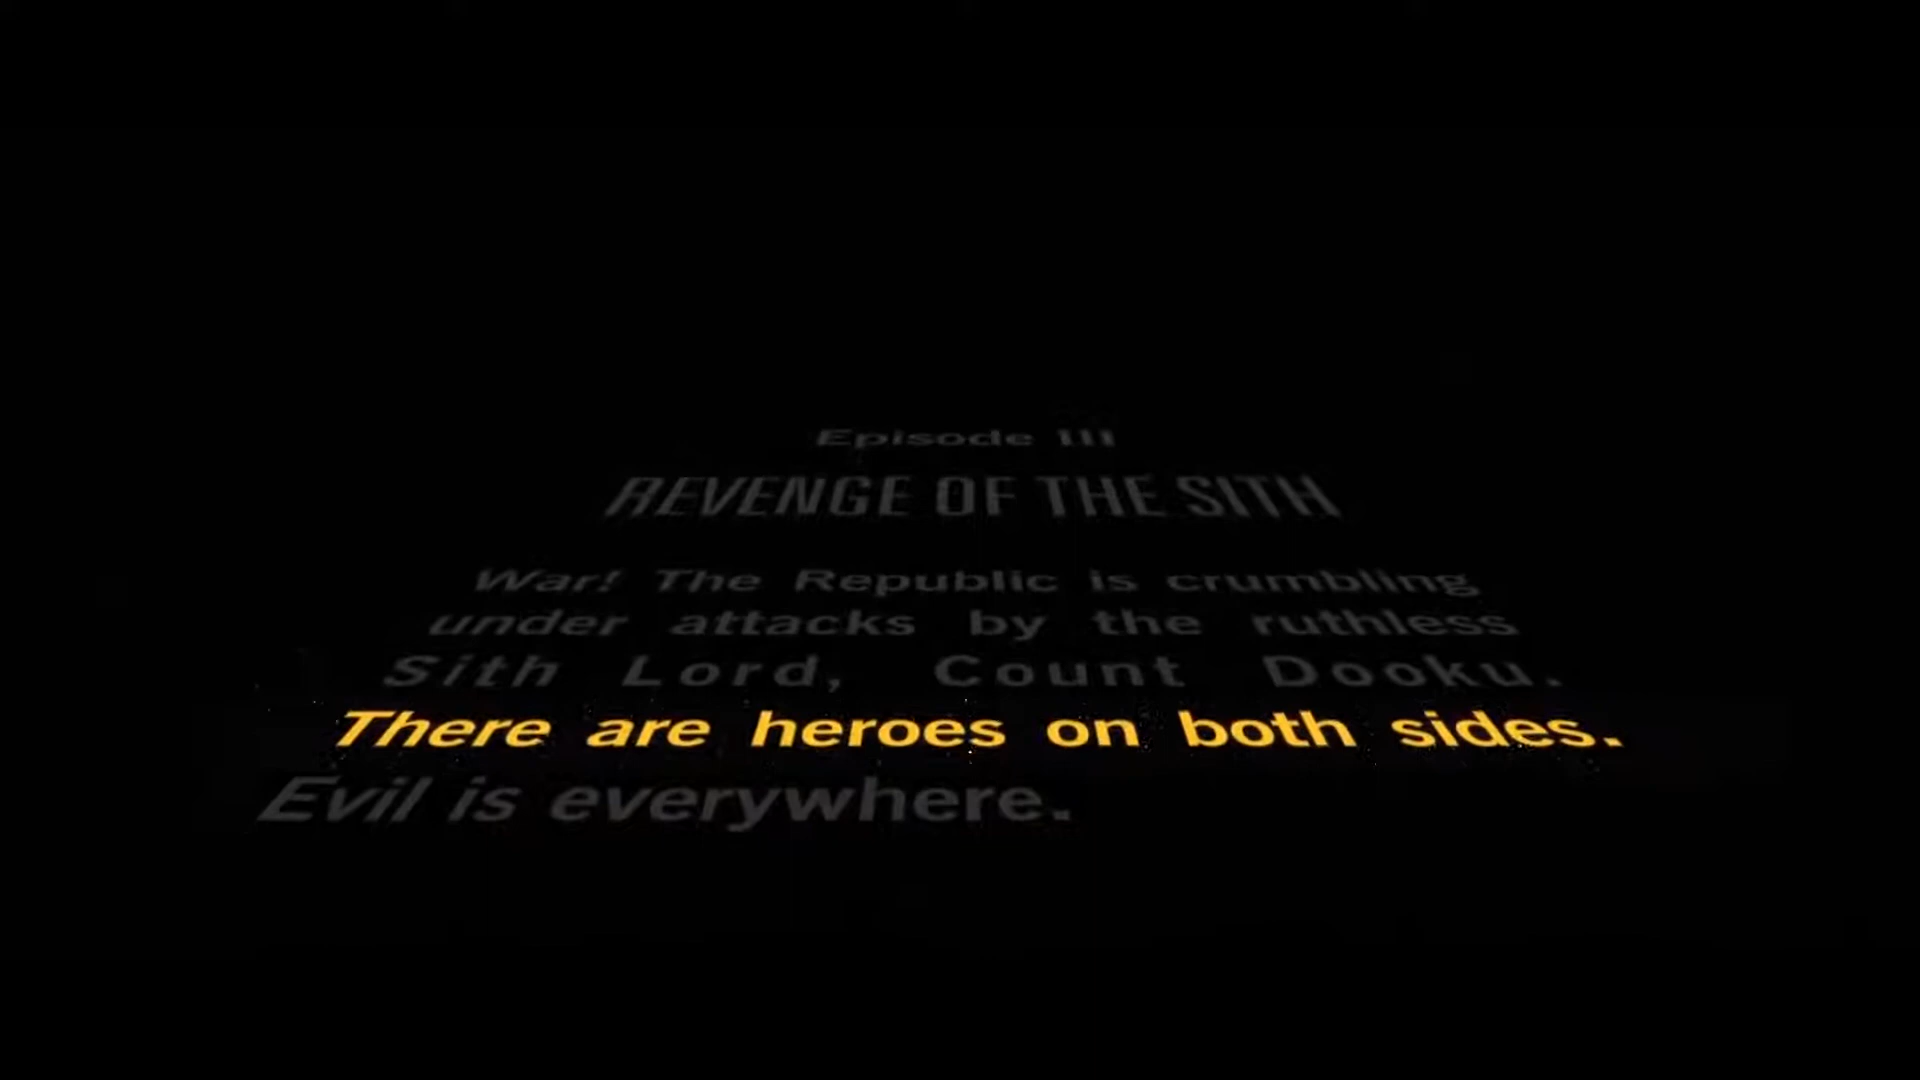 Episode III
REVENGE OF THE SITH
War! The Republic is crumbling
under attacks by the ruthless
Sith Lord, Count Dooku.
There are heroes on both sides.
Evil is everywhere.